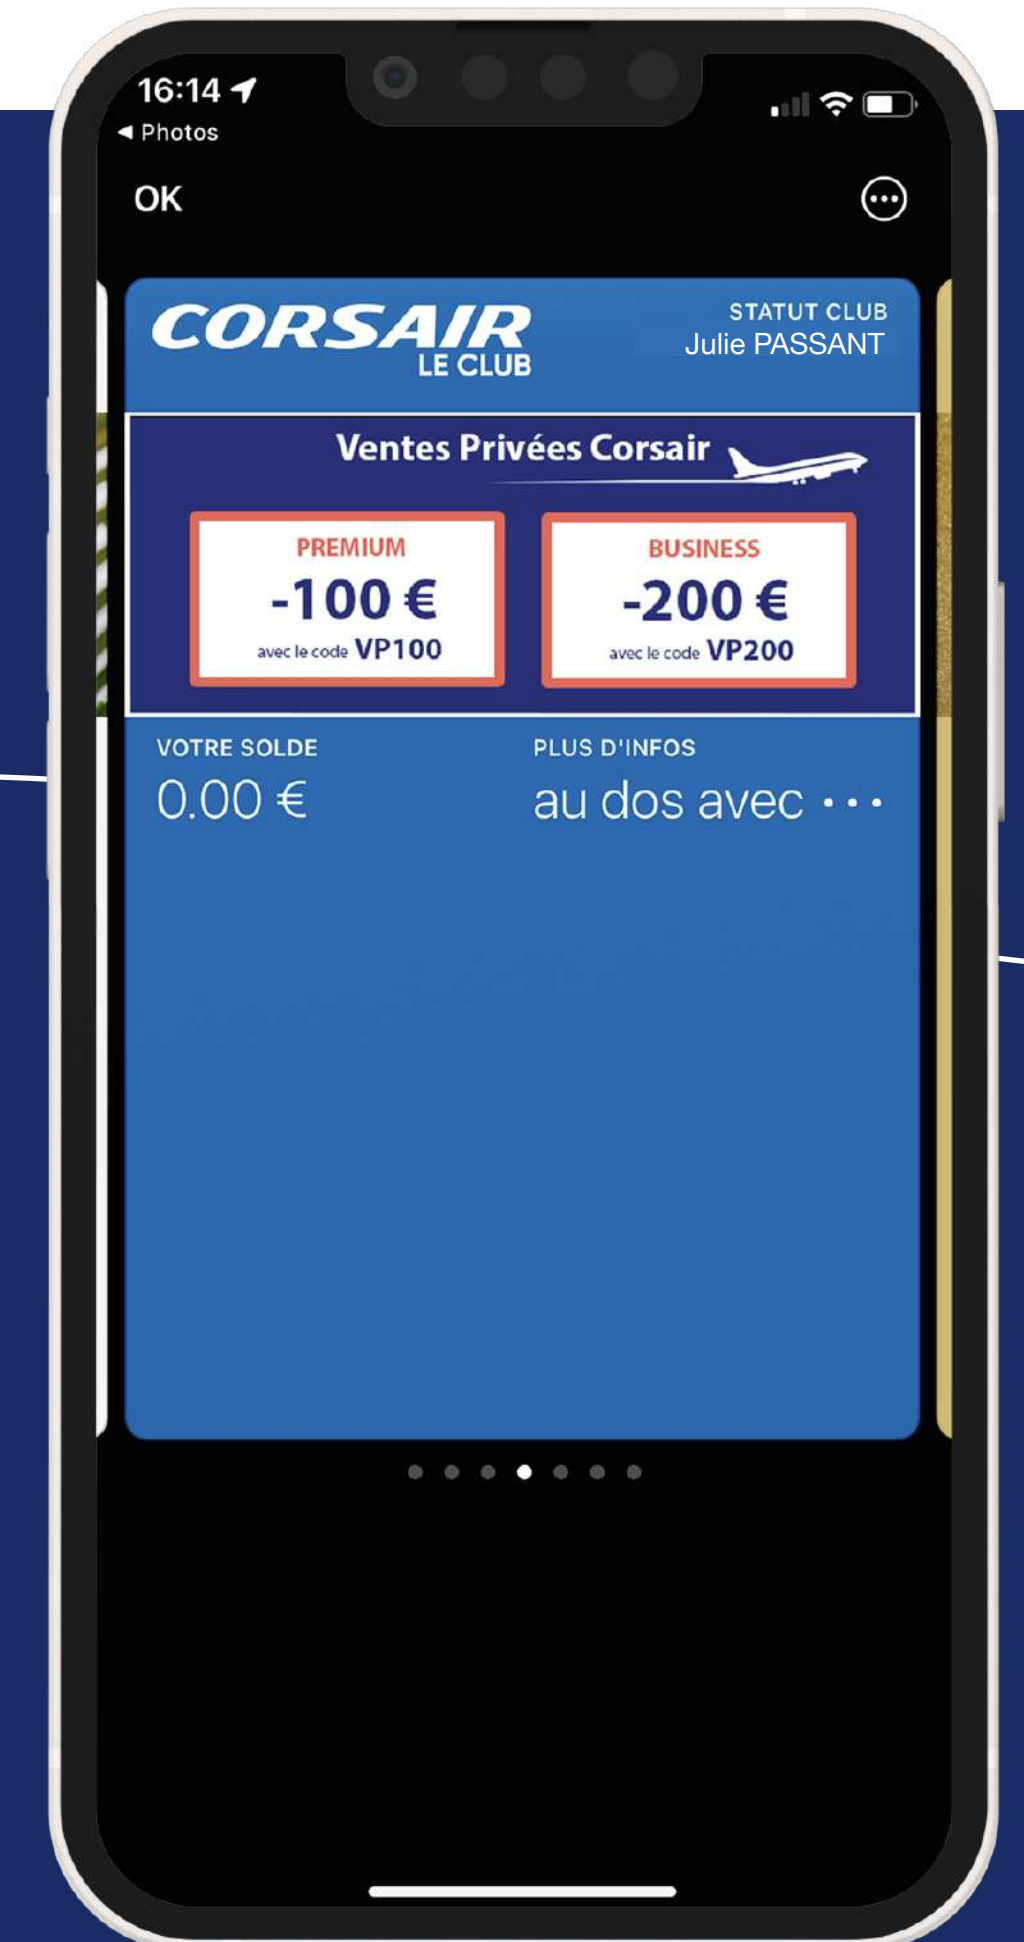 16:14
◀ Photos
OK
CORSAIR
LE CLUB
STATUT CLUB
Julie PASSANT
Ventes Privées Corsair
PREMIUM
-100 €
avec le code VP100
BUSINESS
-200 €
avec le code VP200
VOTRE SOLDE
0.00 €
PLUS D'INFOS
au dos avec •••